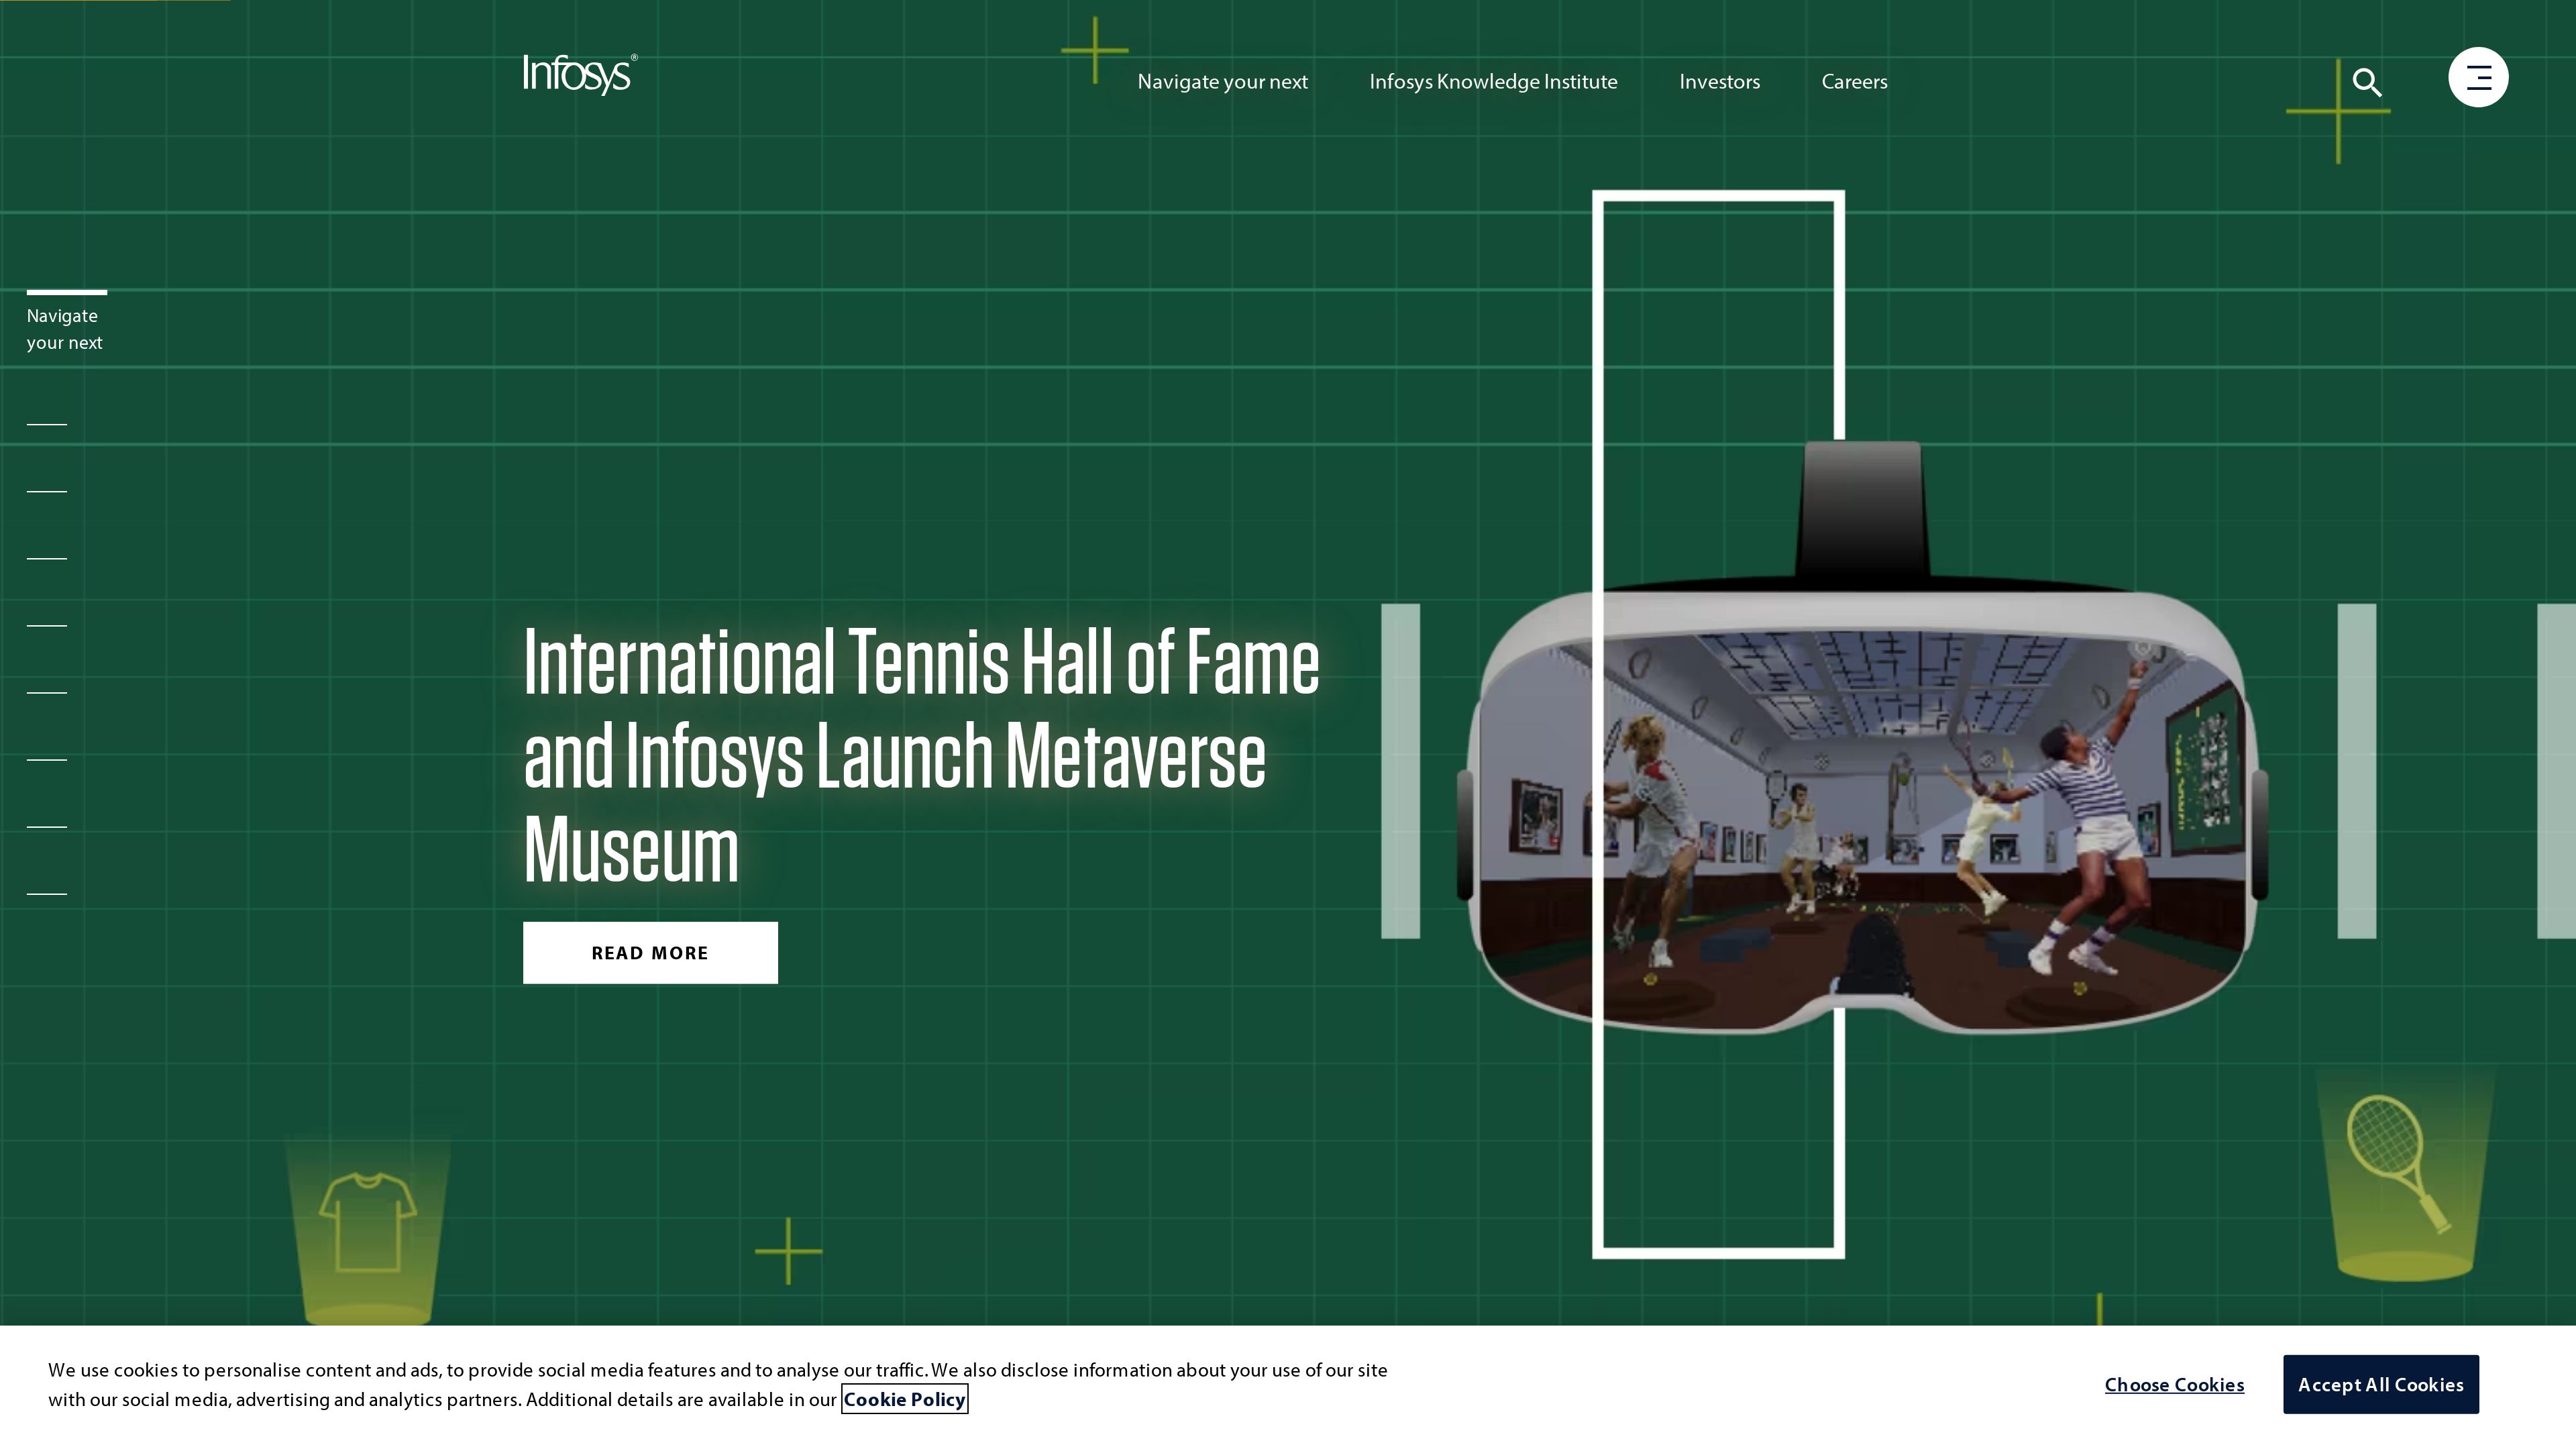 Infosys®
Navigate your next
Infosys Knowledge Institute
Investors
Careers
Navigate
your next
International Tennis Hall of Fame
and Infosys Launch Metaverse
Museum
READ MORE
We use cookies to personalise content and ads, to provide social media features and to analyse our traffic. We also disclose information about your use of our site
with our social media, advertising and analytics partners. Additional details are available in our Cookie Policy
Choose Cookies
Accept All Cookies